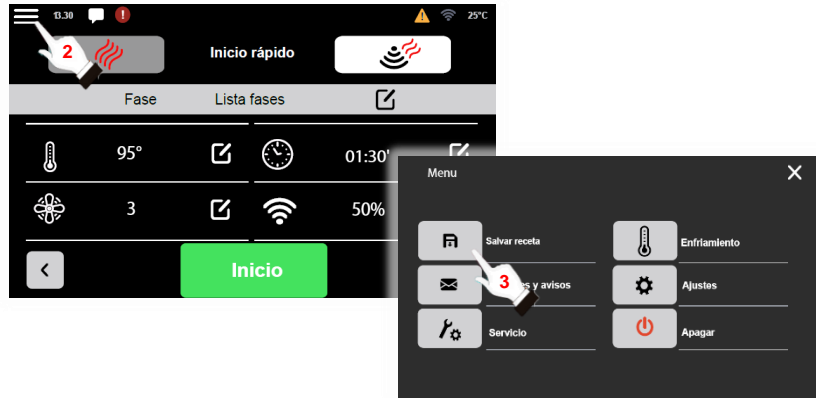 13.30
25°C
2
Inicio rápido
Fase Lista fases
95° 01:30'
3 50%
Inicio
Menu
Salvar receta Enfriamiento
3 y avisos Ajustes
Servicio Apagar